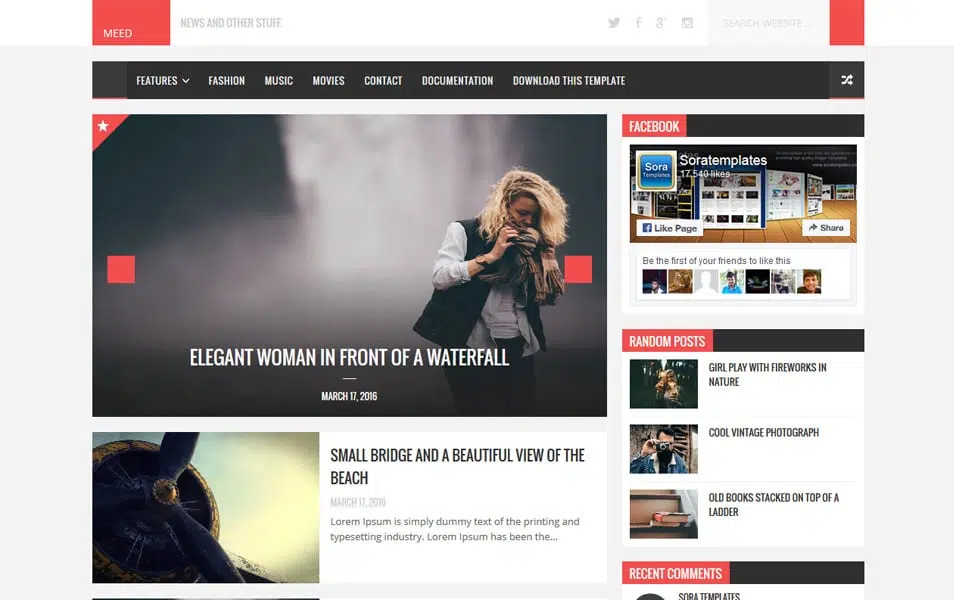 MEED
NEWS AND OTHER STUFF.
SEARCH WEBSITE ...
FEATURES
FASHION
MUSIC
MOVIES
CONTACT
DOCUMENTATION
DOWNLOAD THIS TEMPLATE
ELEGANT WOMAN IN FRONT OF A WATERFALL
MARCH 17, 2016
SMALL BRIDGE AND A BEAUTIFUL VIEW OF THE
BEACH
MARCH 17, 2016
Lorem Ipsum is simply dummy text of the printing and
typesetting industry. Lorem Ipsum has been the...
FACEBOOK
Sora
Templates
Soratemplates
17,540 likes
Like Page
Share
Be the first of your friends to like this
RANDOM POSTS
GIRL PLAY WITH FIREWORKS IN
NATURE
COOL VINTAGE PHOTOGRAPH
OLD BOOKS STACKED ON TOP OF A
LADDER
RECENT COMMENTS
SORA TEMPLATES